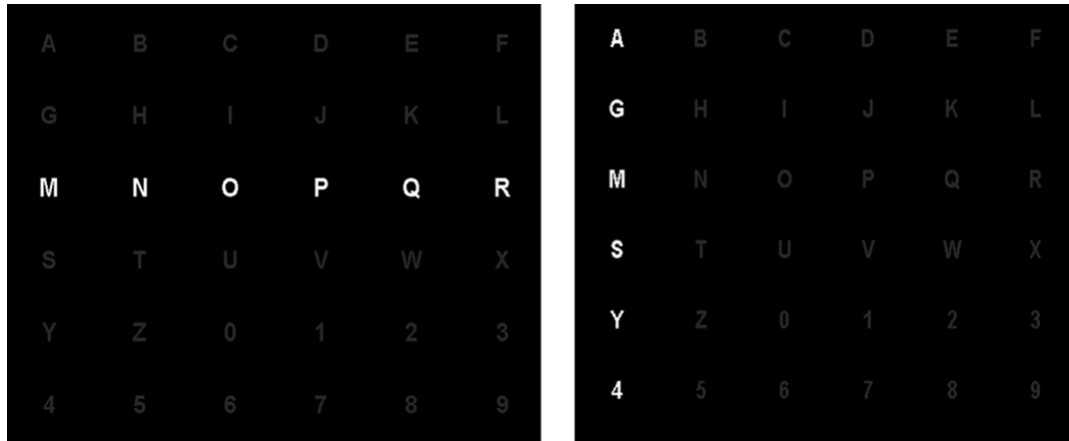 A B C D E F
G H I J K L
M N O P Q R
S T U V W X
Y Z 0 1 2 3
4 5 6 7 8 9
A B C D E F
G H I J K L
M N O P Q R
S T U V W X
Y Z 0 1 2 3
4 5 6 7 8 9